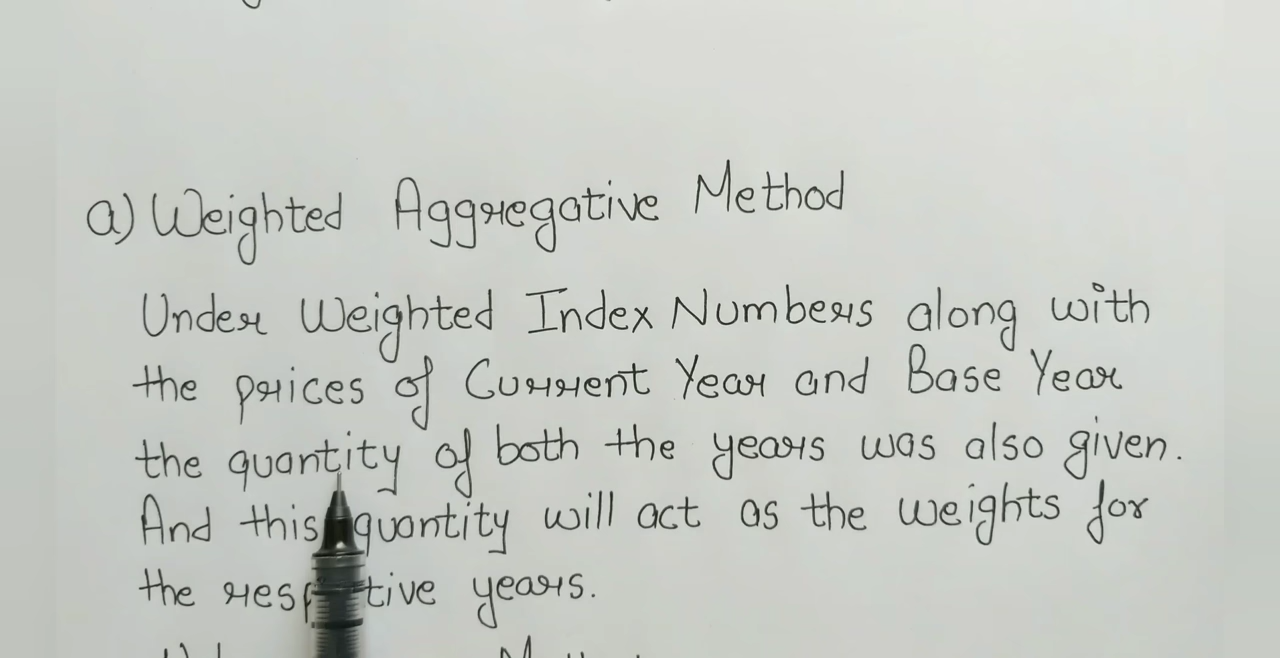 a) Weighted Aggregative Method
Under Weighted Index Numbers along with
the prices of Current Year and Base Year
the quantity of both the years was also given.
And this quantity will act as the weights for
the years.